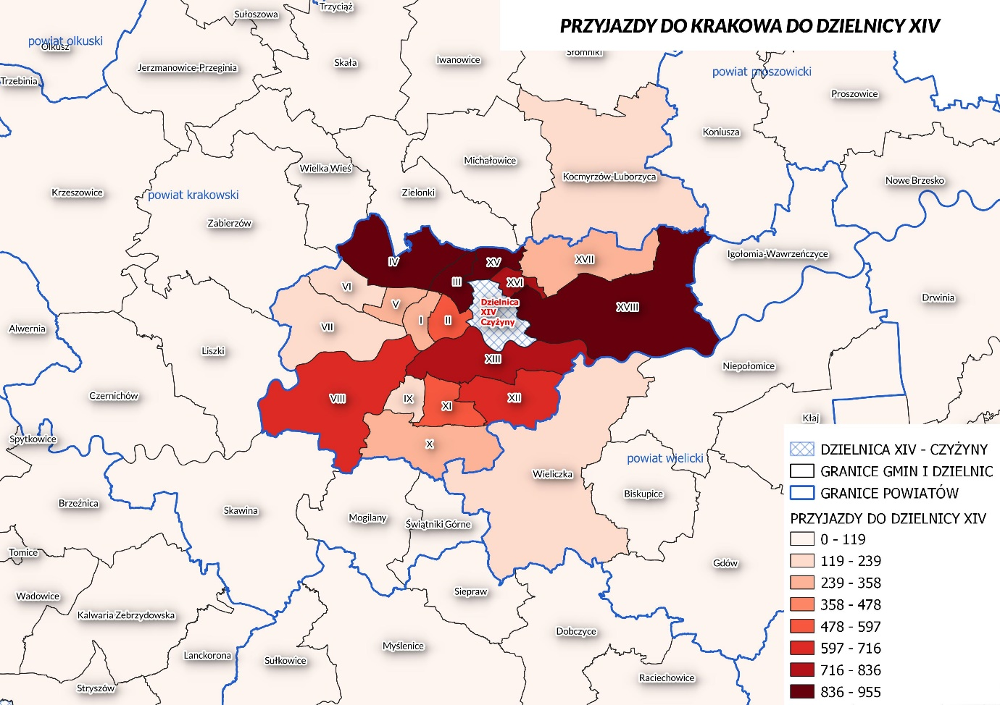 PRZYJAZDY DO KRAKOWA DO DZIELNICY XIV
Trzyciąż
Sułoszowa
powiat olkuski
Olkusz
Słomniki
Iwanowice
Skała
Jerzmanowice-Przeginia
powiat proszowicki
Trzebinia
Proszowice
Koniusza
Michałowice
Wielka Wieś
Kocmyrzów-Luborzyca
Nowe Brzesko
Krzeszowice
powiat krakowski
Zielonki
Zabierzów
Igołomia-Wawrzeńczyce
IV
XV
XVII
III
XVI
VI
Drwinia
Dzielnica
XIV
Czyżyny
V
XVIII
I
II
VII
Alwernia
Liszki
XIII
Niepołomice
Czernichów
VIII
IX
XI
XII
Kłaj
Spytkowice
X
powiat wielicki
Wieliczka
Biskupice
Brzeźnica
Skawina
Mogilany
Świątniki Górne
Tomice
Gdów
Wadowice
Siepraw
Kalwaria Zebrzydowska
Dobczyce
Myślenice
Lanckorona
Sułkowice
Raciechowice
Stryszów
DZIELNICA XIV - CZYŻYNY
GRANICE GMIN I DZIELNIC
GRANICE POWIATÓW
PRZYJAZDY DO DZIELNICY XIV
0 - 119
119 - 239
239 - 358
358 - 478
478 - 597
597 - 716
716 - 836
836 - 955